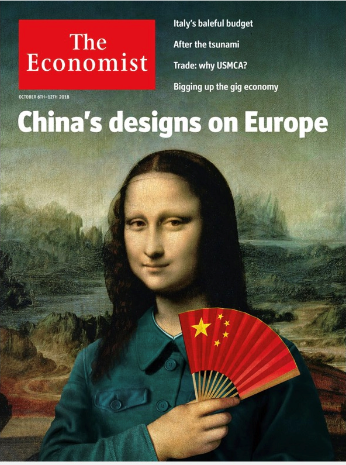 The
Economist
Italy's baleful budget
After the tsunami
Trade: why USMCA?
Bigging up the gig economy
OCTOBER 6TH–12TH 2018
China's designs on Europe